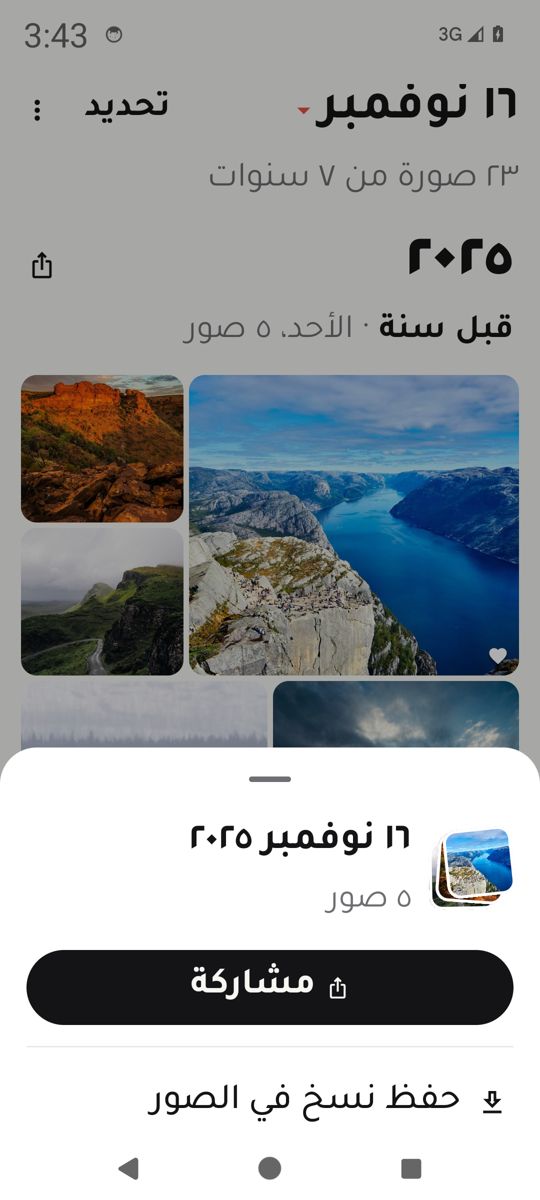 3:43
3G
١٦ نوفمبر
تحديد
٢٣ صورة من ٧ سنوات
٢٠٢٥
قبل سنة · الأحد، ٥ صور
١٦ نوفمبر ٢٠٢٥
٥ صور
مشاركة
حفظ نسخ في الصور